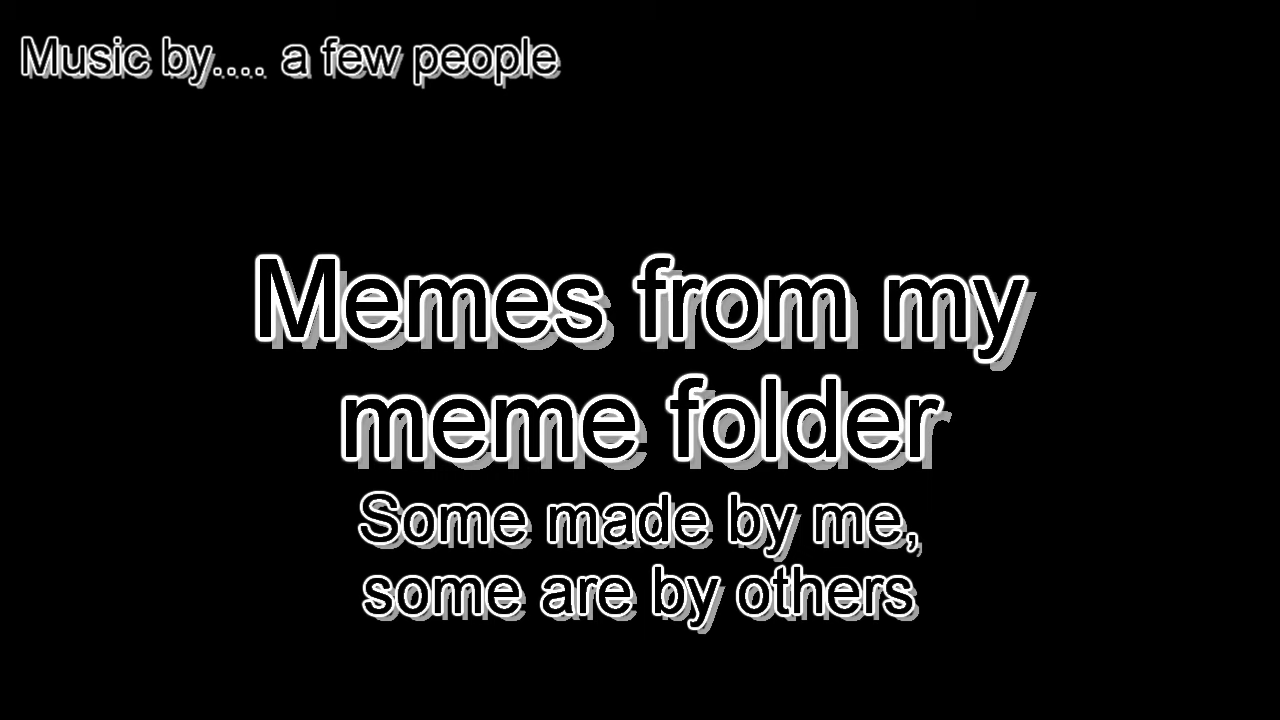 Music by.... a few people
Memes from my
meme folder
Some made by me,
some are by others